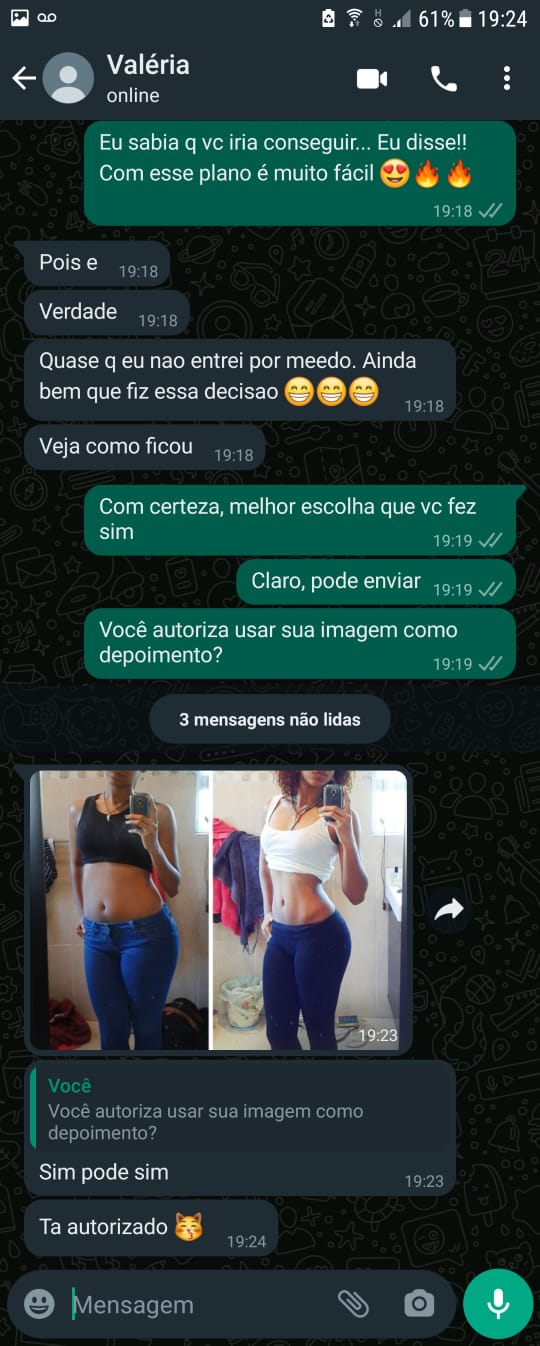 61% 19:24
Valéria
online
Eu sabia q vc iria conseguir... Eu disse!!
Com esse plano é muito fácil 😍🔥🔥
19:18
Pois e 19:18
Verdade 19:18
Quase q eu nao entrei por meedo. Ainda
bem que fiz essa decisao 😁😁😁
19:18
Veja como ficou 19:18
Com certeza, melhor escolha que vc fez
sim
19:19
Claro, pode enviar 19:19
Você autoriza usar sua imagem como
depoimento?
19:19
3 mensagens não lidas
19:23
Você
Você autoriza usar sua imagem como
depoimento?
Sim pode sim
19:23
Ta autorizado 😽 19:24
Mensagem